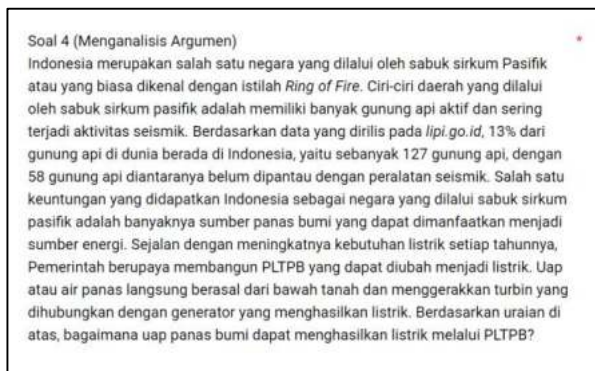 Soal 4 (Menganalisis Argumen) *
Indonesia merupakan salah satu negara yang dilalui oleh sabuk sirkum Pasifik
atau yang biasa dikenal dengan istilah Ring of Fire. Ciri-ciri daerah yang dilalui
oleh sabuk sirkum pasifik adalah memiliki banyak gunung api aktif dan sering
terjadi aktivitas seismik. Berdasarkan data yang dirilis pada lipi.go.id, 13% dari
gunung api di dunia berada di Indonesia, yaitu sebanyak 127 gunung api, dengan
58 gunung api diantaranya belum dipantau dengan peralatan seismik. Salah satu
keuntungan yang didapatkan Indonesia sebagai negara yang dilalui sabuk sirkum
pasifik adalah banyaknya sumber panas bumi yang dapat dimanfaatkan menjadi
sumber energi. Sejalan dengan meningkatnya kebutuhan listrik setiap tahunnya,
Pemerintah berupaya membangun PLTPB yang dapat diubah menjadi listrik. Uap
atau air panas langsung berasal dari bawah tanah dan menggerakkan turbin yang
dihubungkan dengan generator yang menghasilkan listrik. Berdasarkan uraian di
atas, bagaimana uap panas bumi dapat menghasilkan listrik melalui PLTPB?